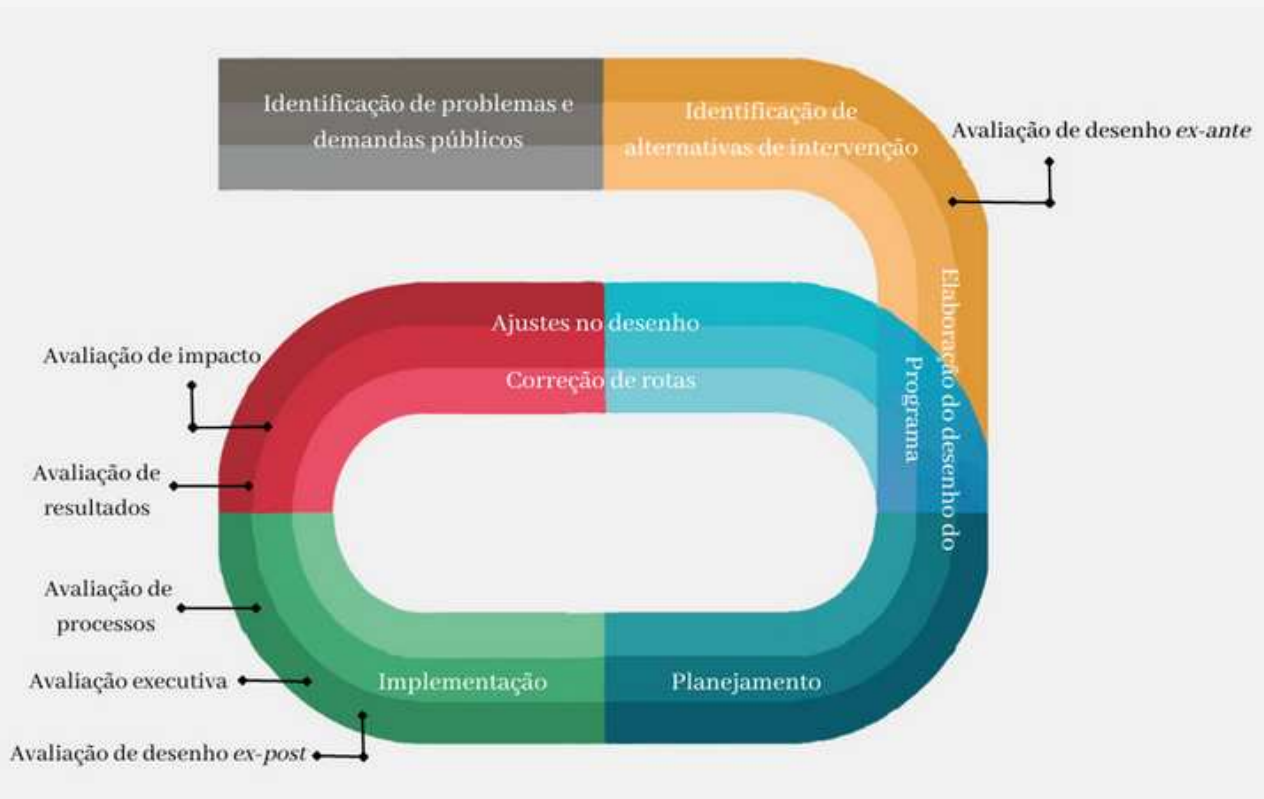 Identificação de problemas e
demandas públicos
Identificação de
alternativas de intervenção
Avaliação de desenho ex-ante
Elaboração do desenho do
Programa
Ajustes no desenho
Correção de rotas
Avaliação de impacto
Avaliação de
resultados
Avaliação de
processos
Avaliação executiva
Implementação
Planejamento
Avaliação de desenho ex-post